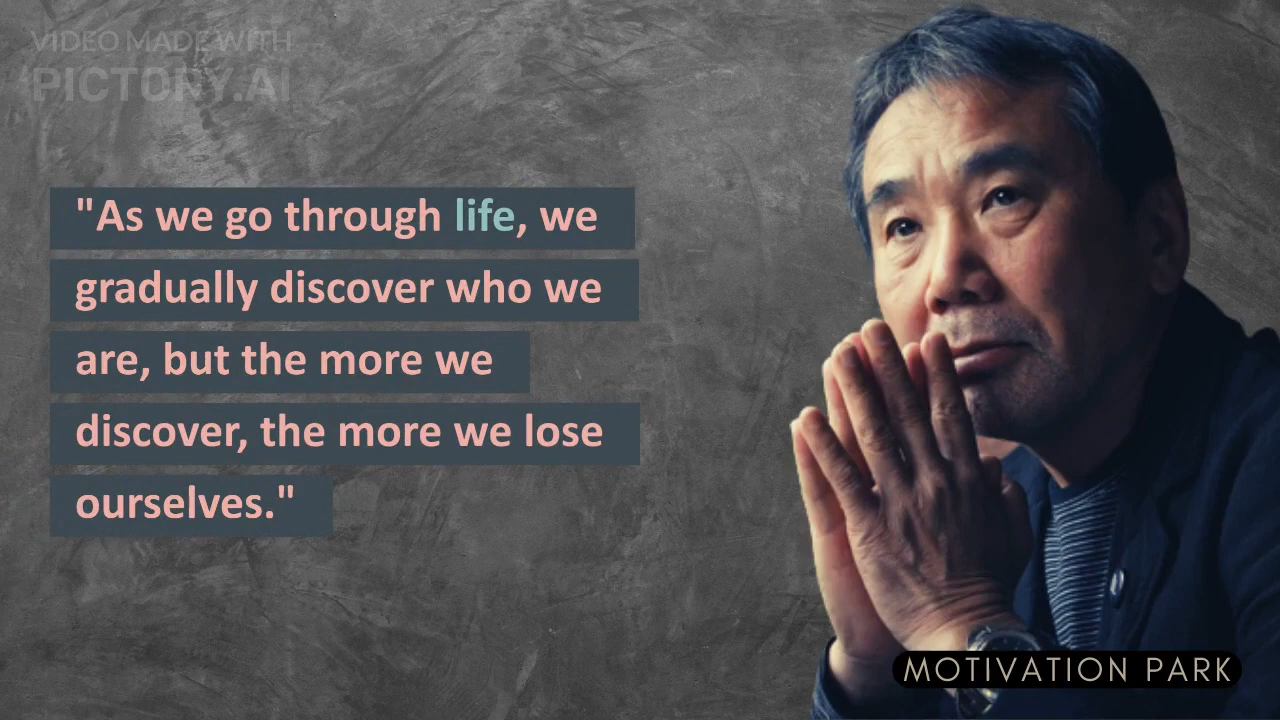 VIDEO MADE WITH
PICTORY.AI
"As we go through life, we
gradually discover who we
are, but the more we
discover, the more we lose
ourselves."
MOTIVATION PARK